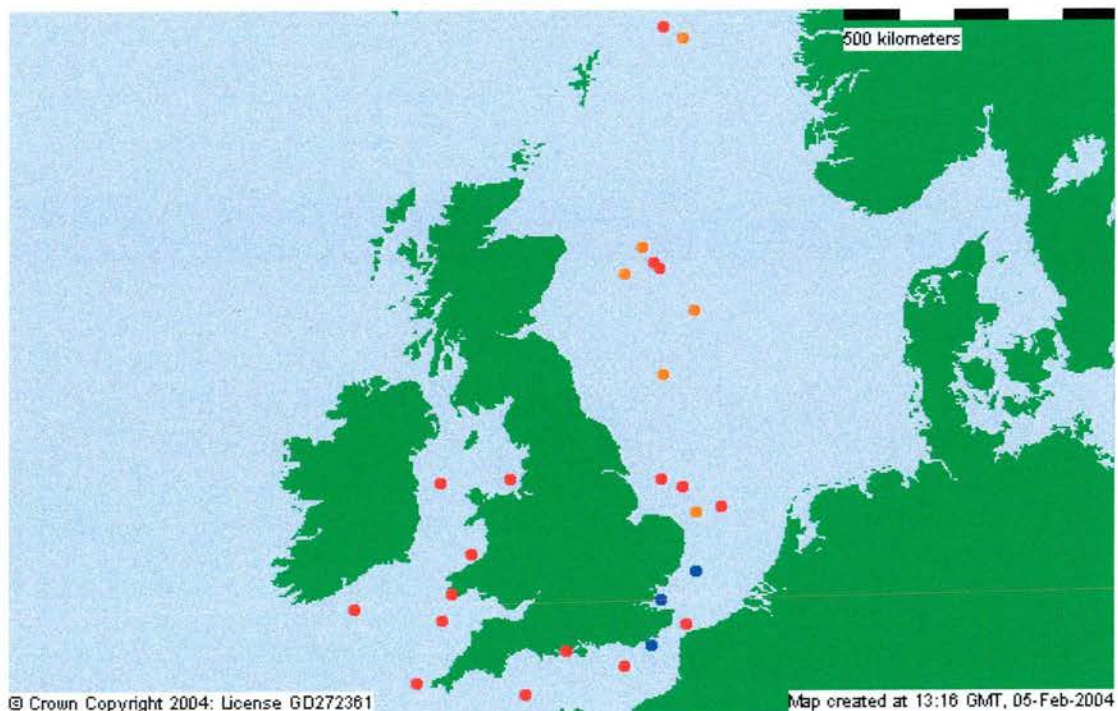 500 kilometers
© Crown Copyright 2004: License GD272361
Map created at 13:16 GMT, 05-Feb-2004